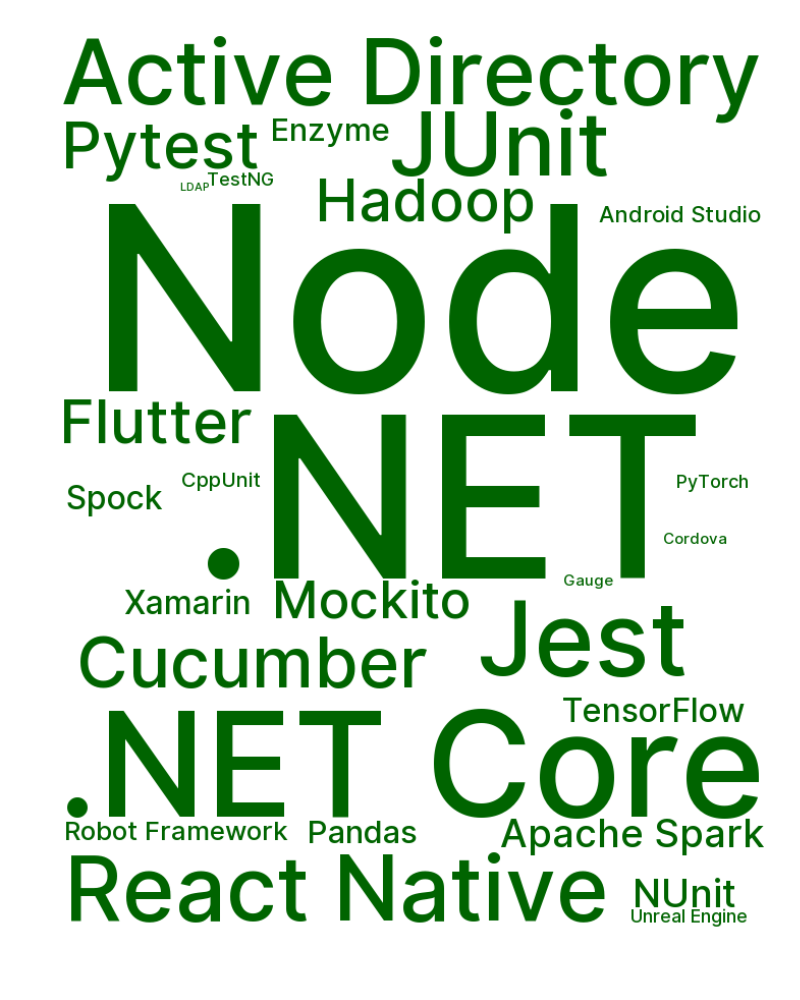 Active Directory
Pytest
Enzyme
JUnit
LDAP
TestNG
Hadoop
Android Studio
Node
Flutter
.NET
Spock
CppUnit
PyTorch
Cordova
Gauge
Xamarin
Mockito
Jest
Cucumber
TensorFlow
.NET Core
Robot Framework
Pandas
Apache Spark
React Native
NUnit
Unreal Engine